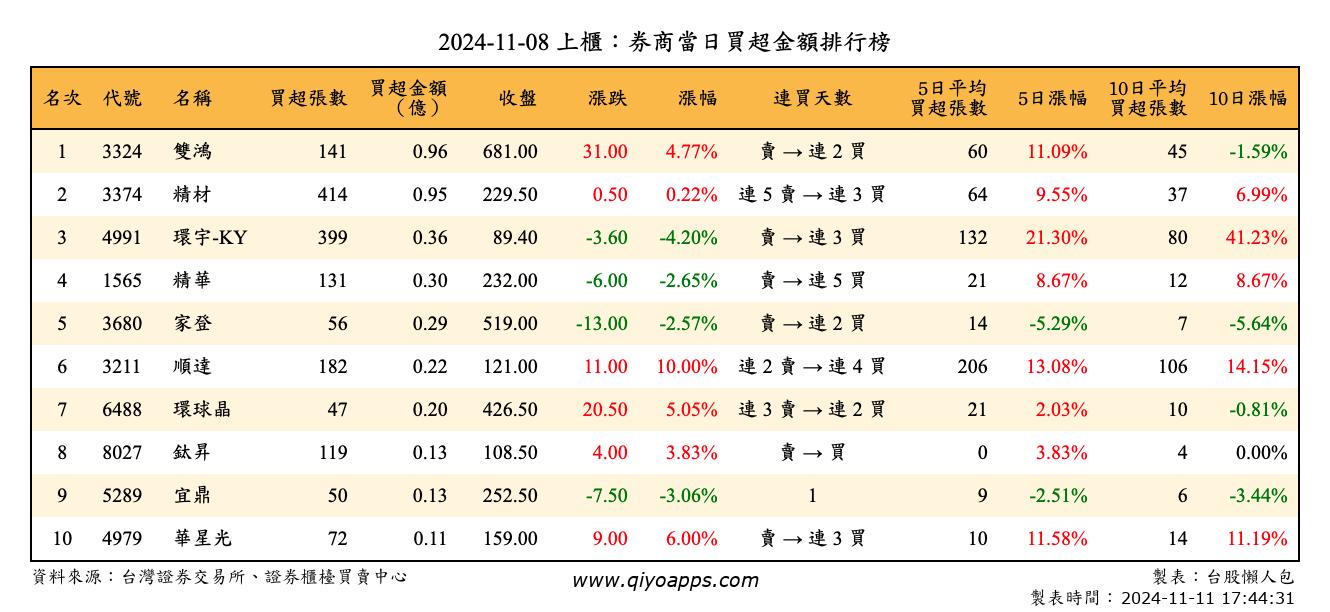 2024-11-08 上櫃：券商當日買超金額排行榜
名次 代號 名稱 買超張數 買超金額（億） 收盤 漲跌 漲幅 連買天數 5日平均買超張數 5日漲幅 10日平均買超張數 10日漲幅
1 3324 雙鴻 141 0.96 681.00 31.00 4.77% 賣 → 連 2 買 60 11.09% 45 -1.59%
2 3374 精材 414 0.95 229.50 0.50 0.22% 連 5 賣 → 連 3 買 64 9.55% 37 6.99%
3 4991 環宇-KY 399 0.36 89.40 -3.60 -4.20% 賣 → 連 3 買 132 21.30% 80 41.23%
4 1565 精華 131 0.30 232.00 -6.00 -2.65% 賣 → 連 5 買 21 8.67% 12 8.67%
5 3680 家登 56 0.29 519.00 -13.00 -2.57% 賣 → 連 2 買 14 -5.29% 7 -5.64%
6 3211 順達 182 0.22 121.00 11.00 10.00% 連 2 賣 → 連 4 買 206 13.08% 106 14.15%
7 6488 環球晶 47 0.20 426.50 20.50 5.05% 連 3 賣 → 連 2 買 21 2.03% 10 -0.81%
8 8027 鈦昇 119 0.13 108.50 4.00 3.83% 賣 → 買 0 3.83% 4 0.00%
9 5289 宜鼎 50 0.13 252.50 -7.50 -3.06% 1 9 -2.51% 6 -3.44%
10 4979 華星光 72 0.11 159.00 9.00 6.00% 賣 → 連 3 買 10 11.58% 14 11.19%
資料來源：台灣證券交易所、證券櫃檯買賣中心 www.qiyoapps.com 製表：台股懶人包
製表時間：2024-11-11 17:44:31